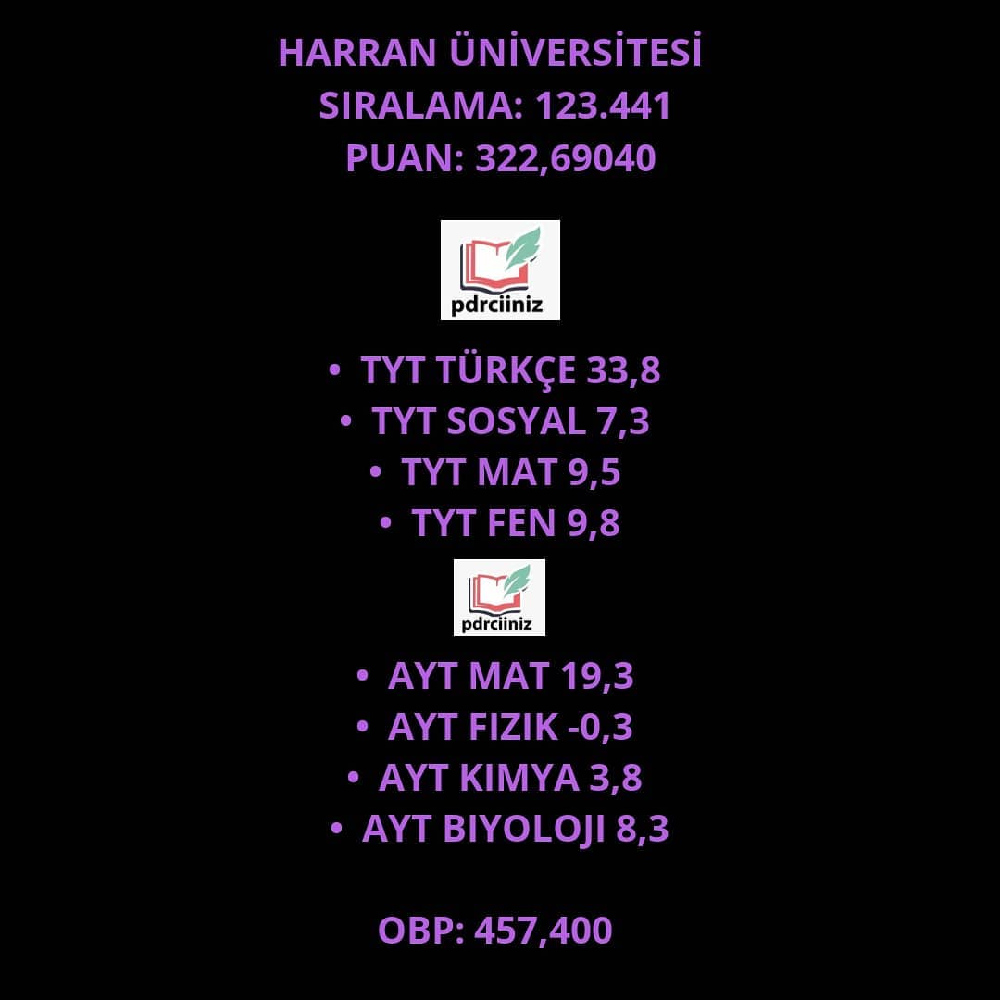 HARRAN ÜNİVERSİTESİ
SIRALAMA: 123.441
PUAN: 322,69040
pdrciiniz
• TYT TÜRKÇE 33,8
• TYT SOSYAL 7,3
• TYT MAT 9,5
• TYT FEN 9,8
pdrciiniz
• AYT MAT 19,3
• AYT FIZIK -0,3
• AYT KIMYA 3,8
• AYT BIYOLOJI 8,3
OBP: 457,400